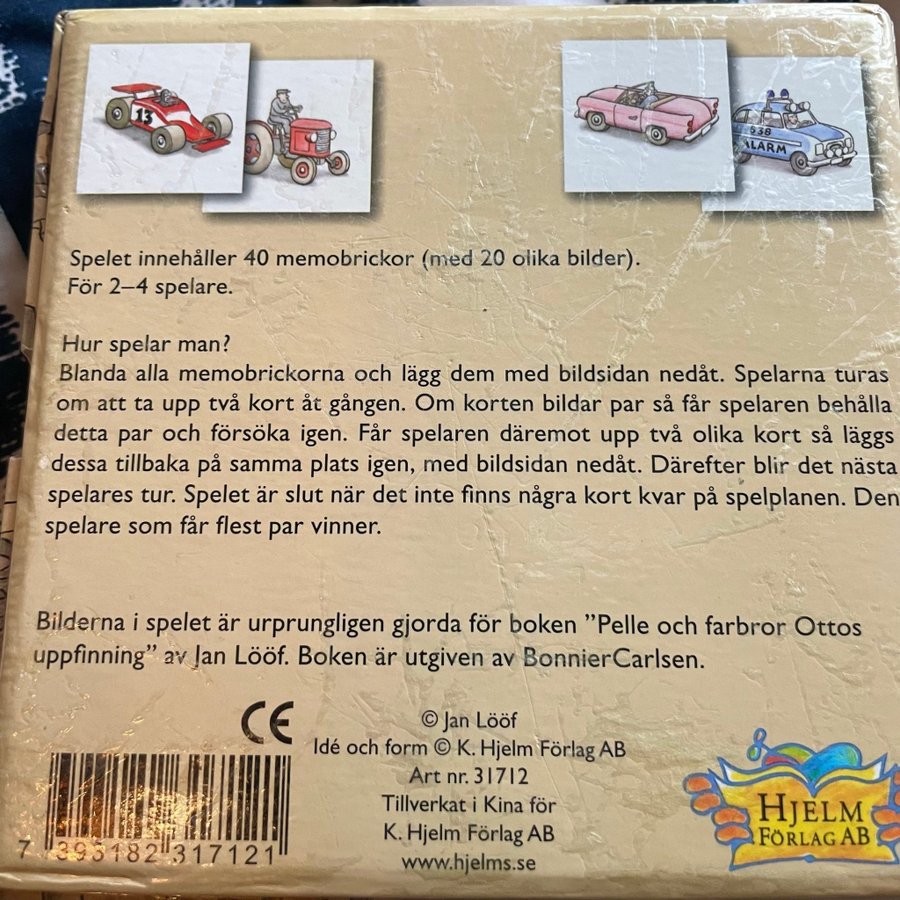 13
538
ALARM
Spelet innehåller 40 memobrickor (med 20 olika bilder).
För 2–4 spelare.
Hur spelar man?
Blanda alla memobrickorna och lägg dem med bildsidan nedåt. Spelarna turas
om att ta upp två kort åt gången. Om korten bildar par så får spelaren behålla
detta par och försöka igen. Får spelaren däremot upp två olika kort så läggs
dessa tillbaka på samma plats igen, med bildsidan nedåt. Därefter blir det nästa
spelares tur. Spelet är slut när det inte finns några kort kvar på spelplanen. Den
spelare som får flest par vinner.
Bilderna i spelet är urprungligen gjorda för boken ”Pelle och farbror Ottos
uppfinning” av Jan Lööf. Boken är utgiven av BonnierCarlsen.
CE
© Jan Lööf
Idé och form © K. Hjelm Förlag AB
Art nr. 31712
Tillverkat i Kina för
K. Hjelm Förlag AB
www.hjelms.se
7 393182 317121
HJELM
FÖRLAG AB